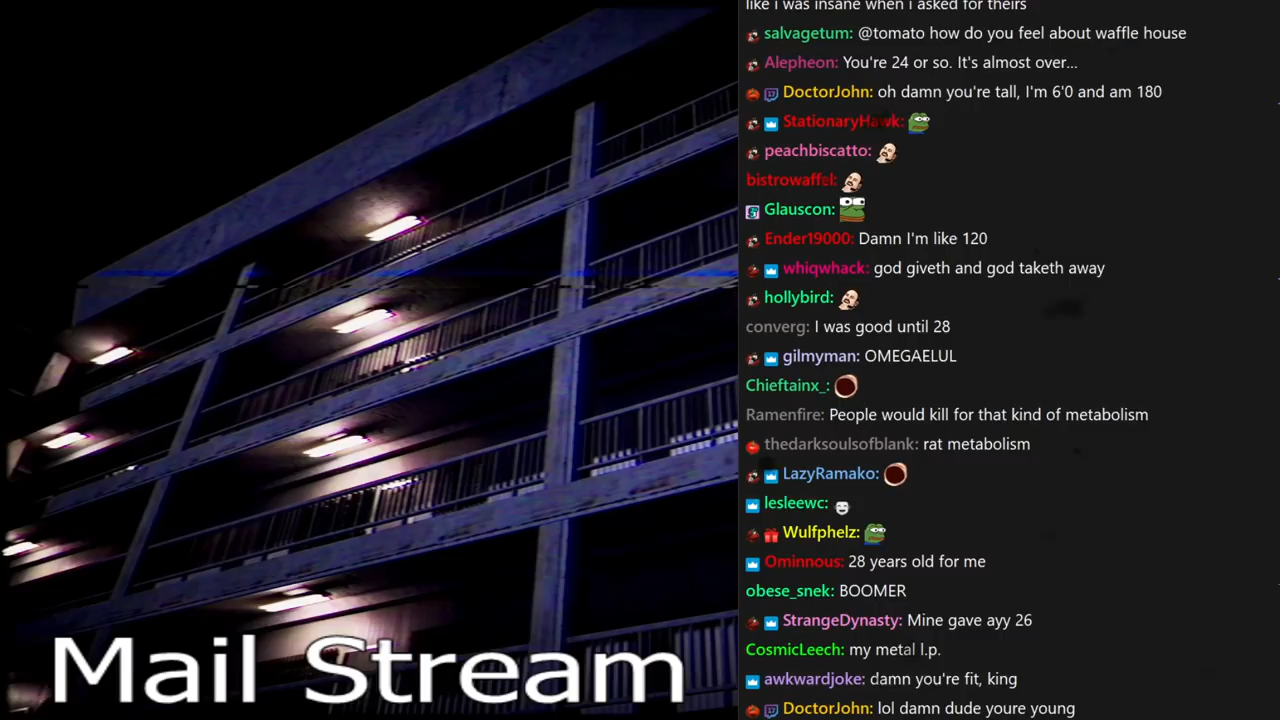 like i was insane when i asked for theirs
salvagetum: @tomato how do you feel about waffle house
Alepheon: You're 24 or so. It's almost over...
DoctorJohn: oh damn you're tall, I'm 6'0 and am 180
StationaryHawk:
peachbiscatto:
bistrowaffel:
Glauscon:
Ender19000: Damn I'm like 120
whiqwhack: god giveth and god taketh away
hollybird:
converg: I was good until 28
gilmyman: OMEGAELUL
Chieftainx_:
Ramenfire: People would kill for that kind of metabolism
thedarksoulsofblank: rat metabolism
LazyRamako:
lesleewc:
Wulfphelz:
Ominnous: 28 years old for me
obese_snek: BOOMER
StrangeDynasty: Mine gave ayy 26
CosmicLeech: my metal l.p.
awkwardjoke: damn you're fit, king
DoctorJohn: lol damn dude youre young
Mail Stream